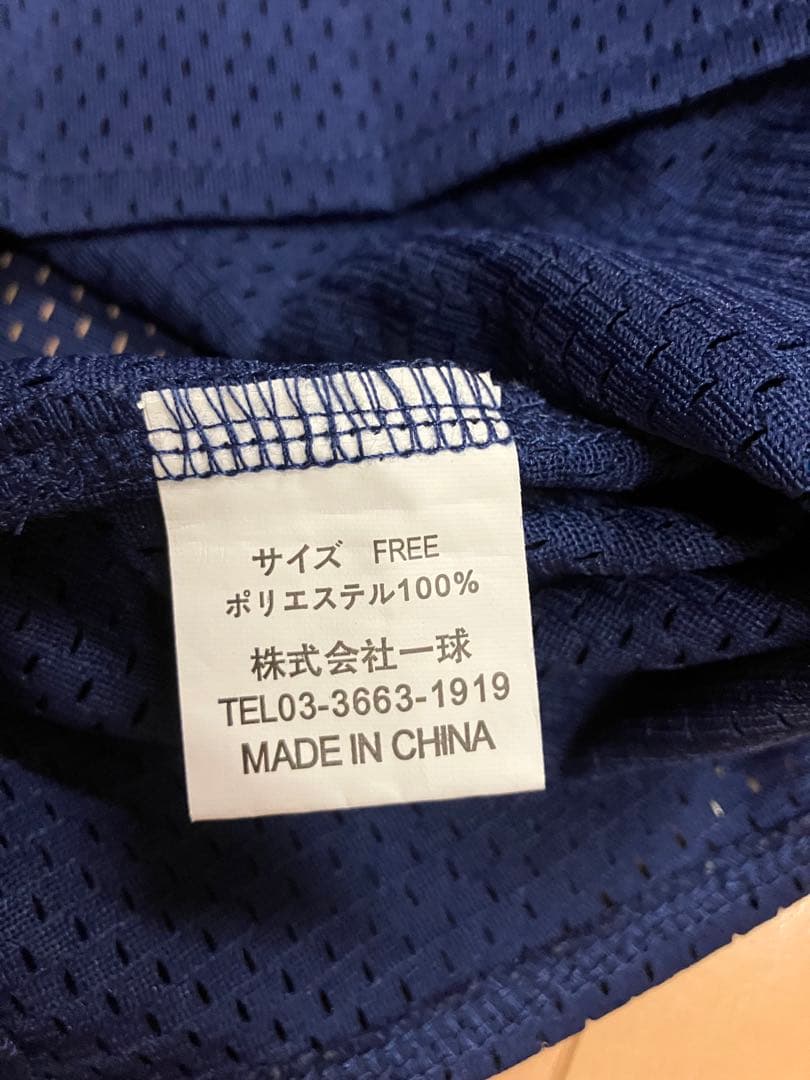 サイズ FREE
ポリエステル100%
株式会社一球
TEL03-3663-1919
MADE IN CHINA